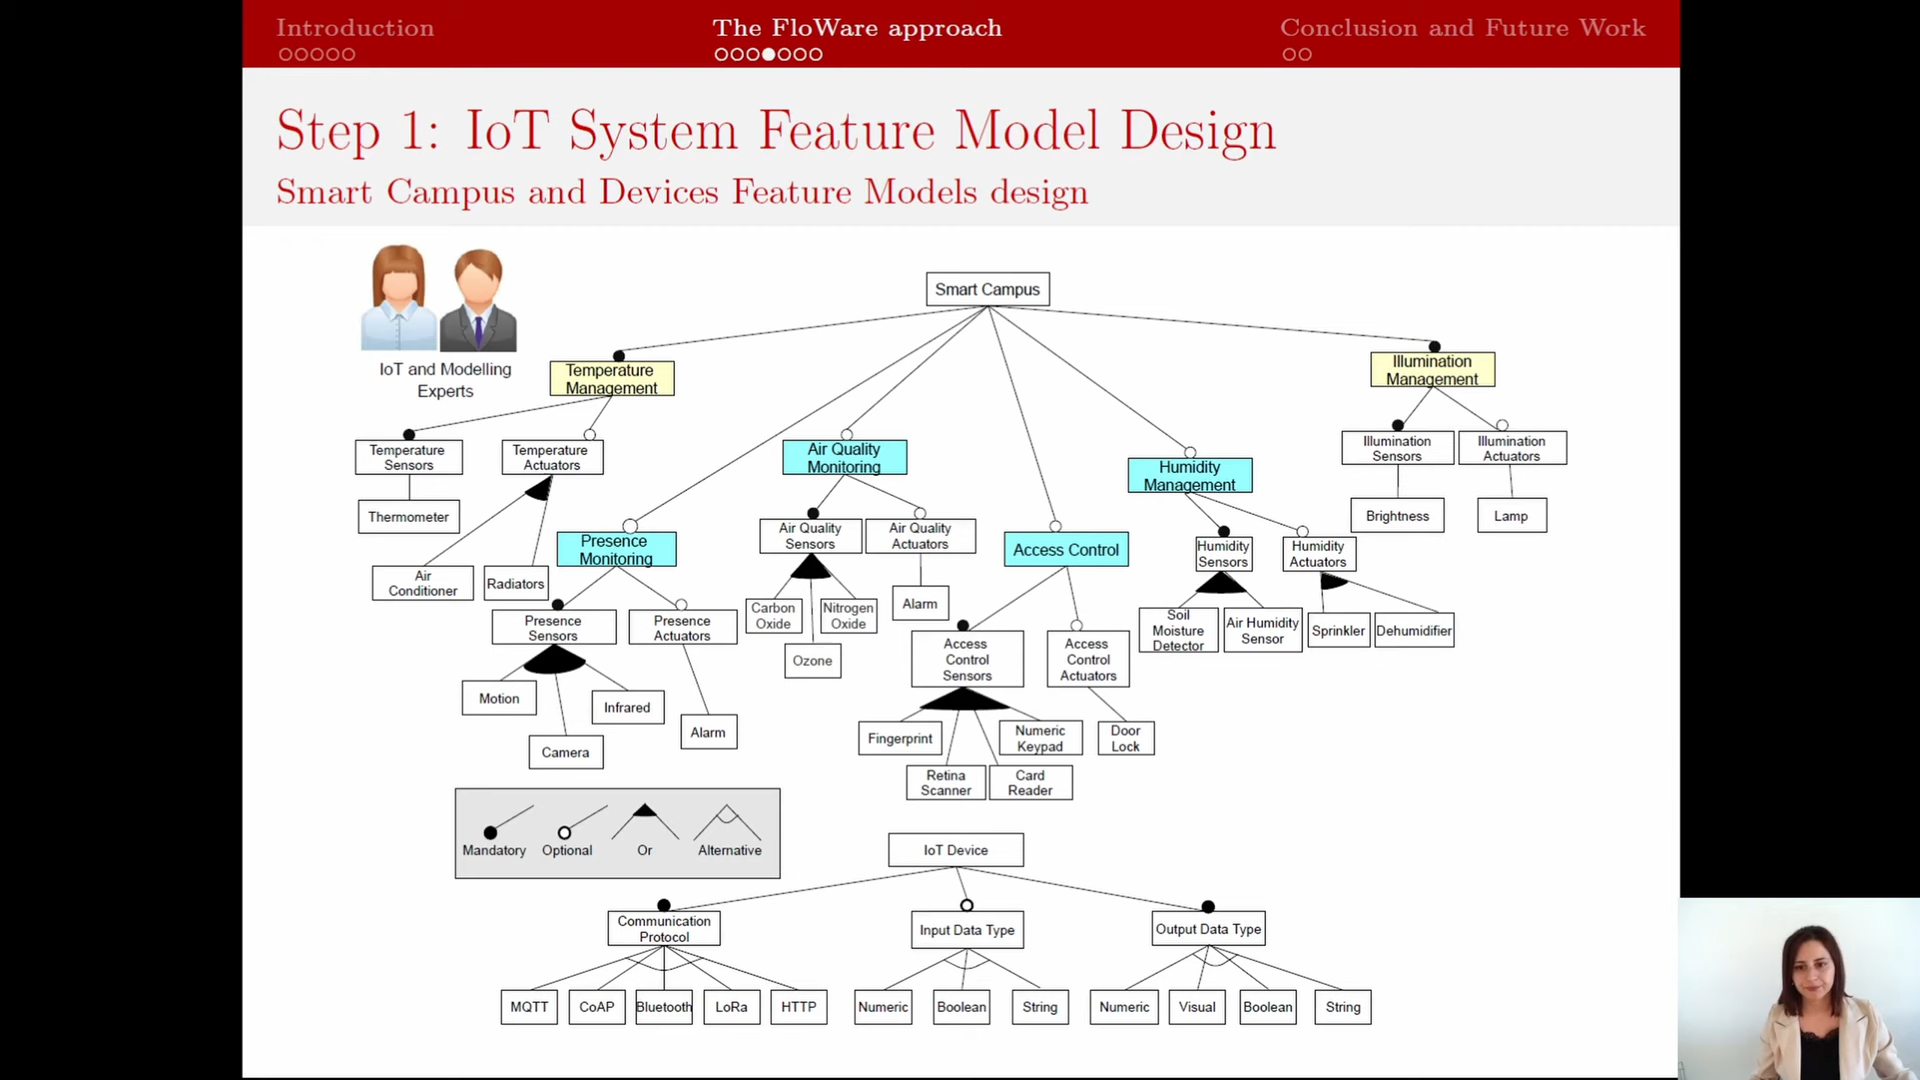 Introduction
The FloWare approach
Conclusion and Future Work
Step 1: IoT System Feature Model Design
Smart Campus and Devices Feature Models design
IoT and Modelling
Experts
Smart Campus
Temperature
Management
Illumination
Management
Temperature
Sensors
Temperature
Actuators
Air Quality
Monitoring
Humidity
Management
Illumination
Sensors
Illumination
Actuators
Thermometer
Brightness
Lamp
Presence
Monitoring
Air Quality
Sensors
Air Quality
Actuators
Access Control
Humidity
Sensors
Humidity
Actuators
Air
Conditioner
Radiators
Carbon
Oxide
Nitrogen
Oxide
Alarm
Ozone
Presence
Sensors
Presence
Actuators
Access
Control
Sensors
Access
Control
Actuators
Soil
Moisture
Detector
Air Humidity
Sensor
Sprinkler
Dehumidifier
Motion
Infrared
Camera
Alarm
Fingerprint
Numeric
Keypad
Door
Lock
Retina
Scanner
Card
Reader
Mandatory
Optional
Or
Alternative
IoT Device
Communication
Protocol
Input Data Type
Output Data Type
MQTT
CoAP
Bluetooth
LoRa
HTTP
Numeric
Boolean
String
Numeric
Visual
Boolean
String